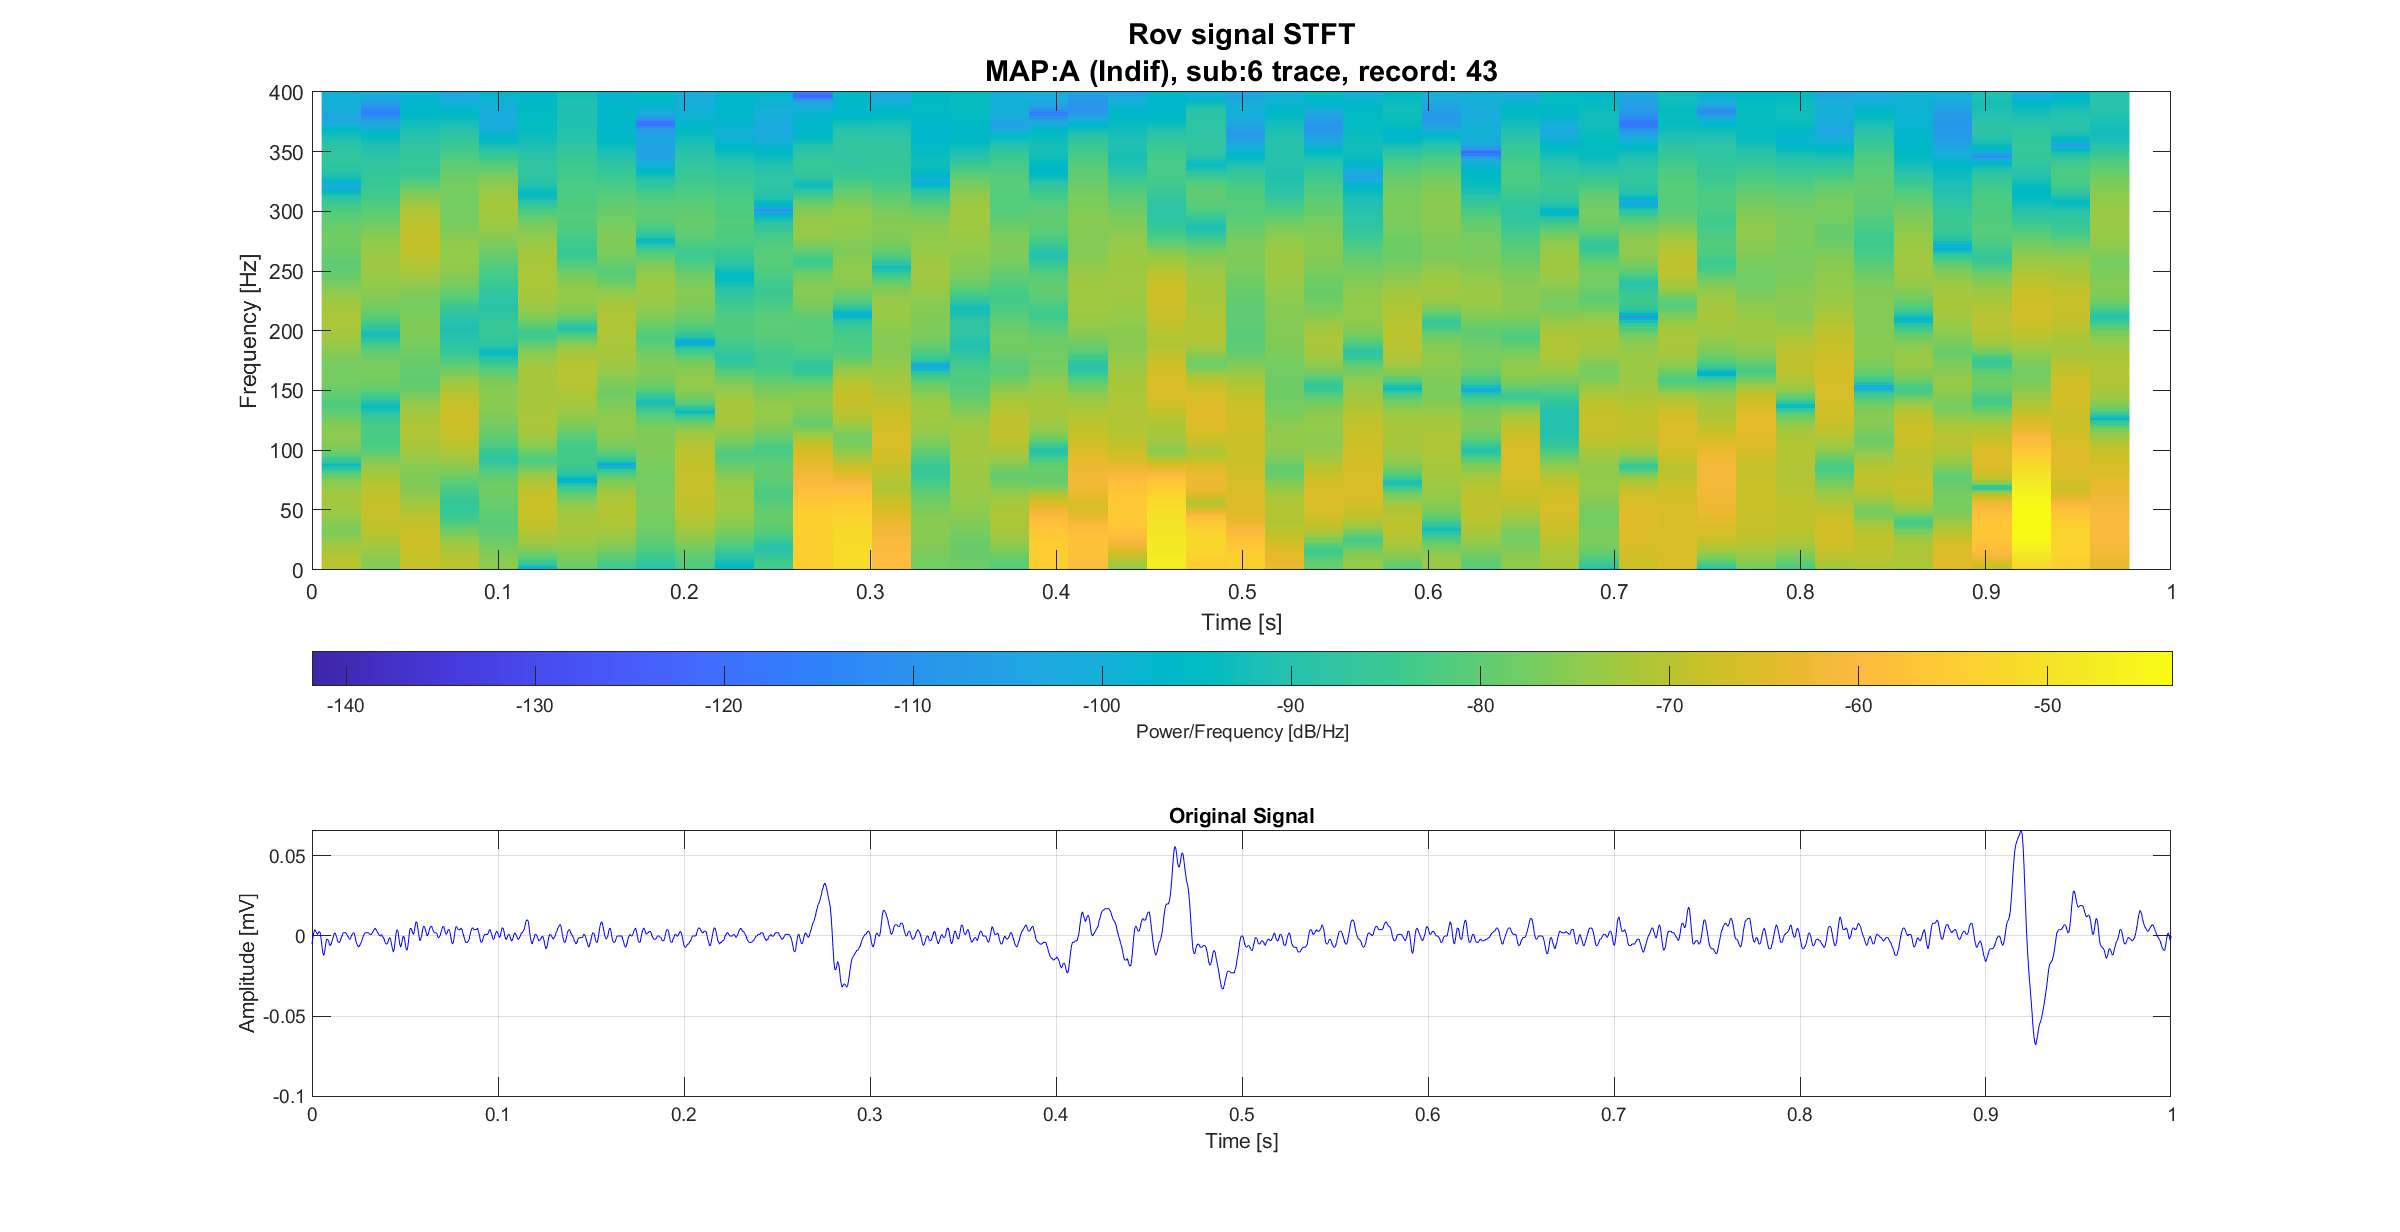 Rov signal STFT
MAP:A (Indif), sub:6 trace, record: 43
400
350
300
250
200
150
100
50
0
Frequency [Hz]
0 0.1 0.2 0.3 0.4 0.5 0.6 0.7 0.8 0.9 1
Time [s]
-140 -130 -120 -110 -100 -90 -80 -70 -60 -50
Power/Frequency [dB/Hz]
Original Signal
0.05
0
-0.05
-0.1
Amplitude [mV]
0 0.1 0.2 0.3 0.4 0.5 0.6 0.7 0.8 0.9 1
Time [s]